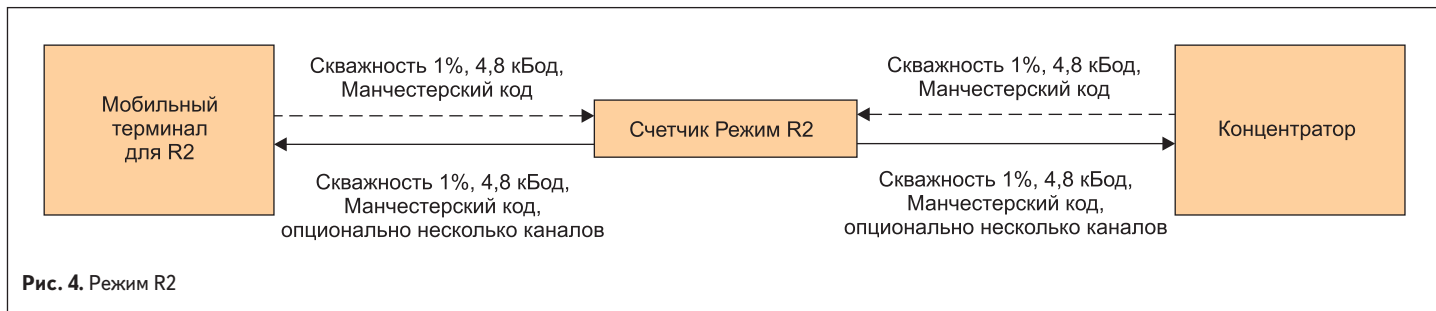 Мобильный
терминал
для R2
Скважность 1%, 4,8 кБод,
Манчестерский код
Скважность 1%, 4,8 кБод,
Манчестерский код,
опционально несколько каналов
Счетчик Режим R2
Скважность 1%, 4,8 кБод,
Манчестерский код
Скважность 1%, 4,8 кБод,
Манчестерский код,
опционально несколько каналов
Концентратор
Рис. 4. Режим R2